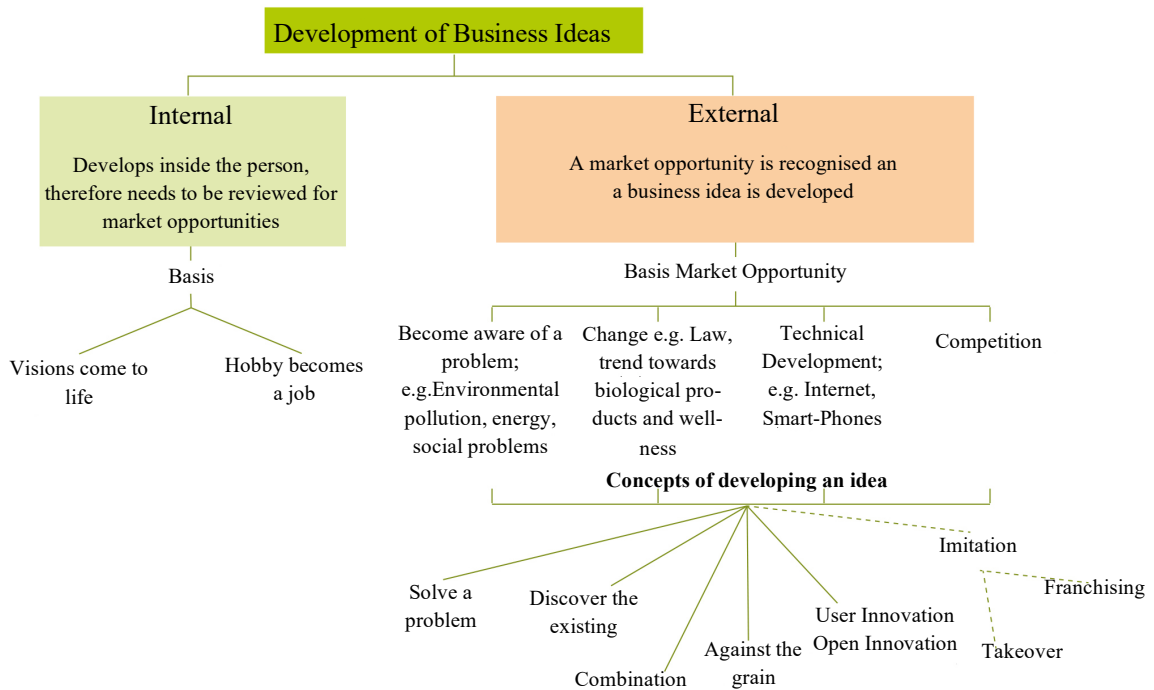 Development of Business Ideas
Internal
Develops inside the person,
therefore needs to be reviewed for
market opportunities
External
A market opportunity is recognised an
a business idea is developed
Basis
Visions come to
life
Hobby becomes
a job
Basis Market Opportunity
Become aware of a
problem;
e.g.Environmental
pollution, energy,
social problems
Change e.g. Law,
trend towards
biological pro-
ducts and well-
ness
Technical
Development;
e.g. Internet,
Smart-Phones
Competition
Concepts of developing an idea
Solve a
problem
Discover the
existing
Combination
Against the
grain
User Innovation
Open Innovation
Imitation
Franchising
Takeover